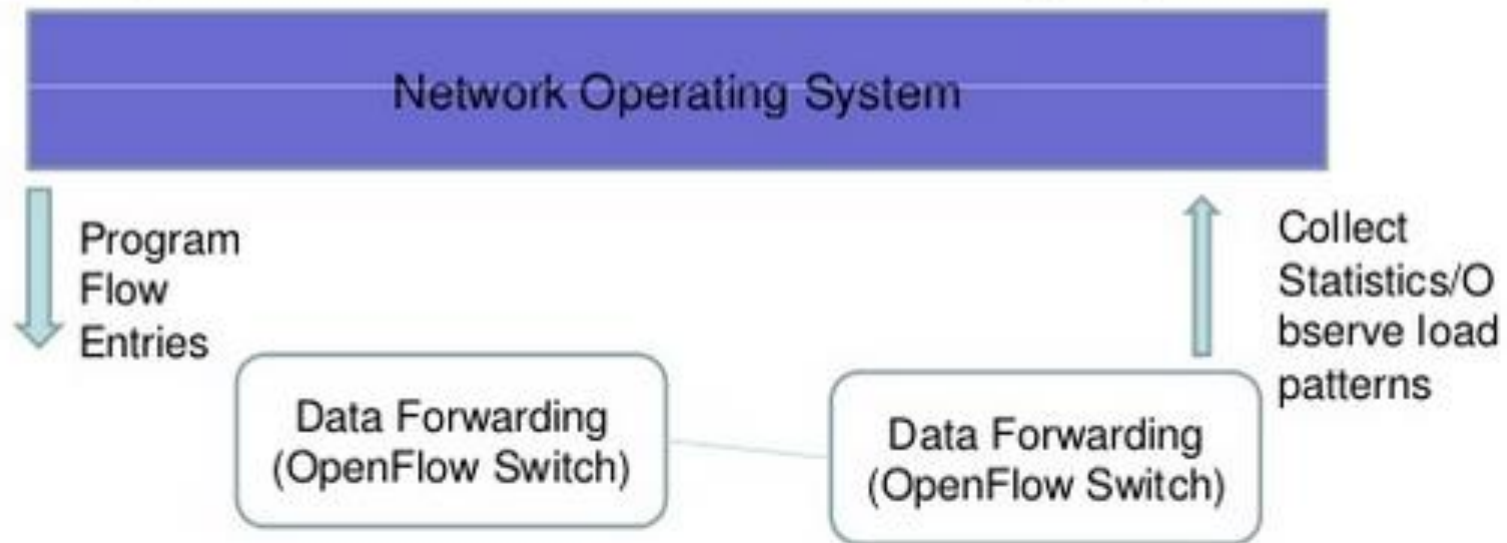 Network Operating System
Program
Flow
Entries
Collect
Statistics/O
bserve load
patterns
Data Forwarding
(OpenFlow Switch)
Data Forwarding
(OpenFlow Switch)